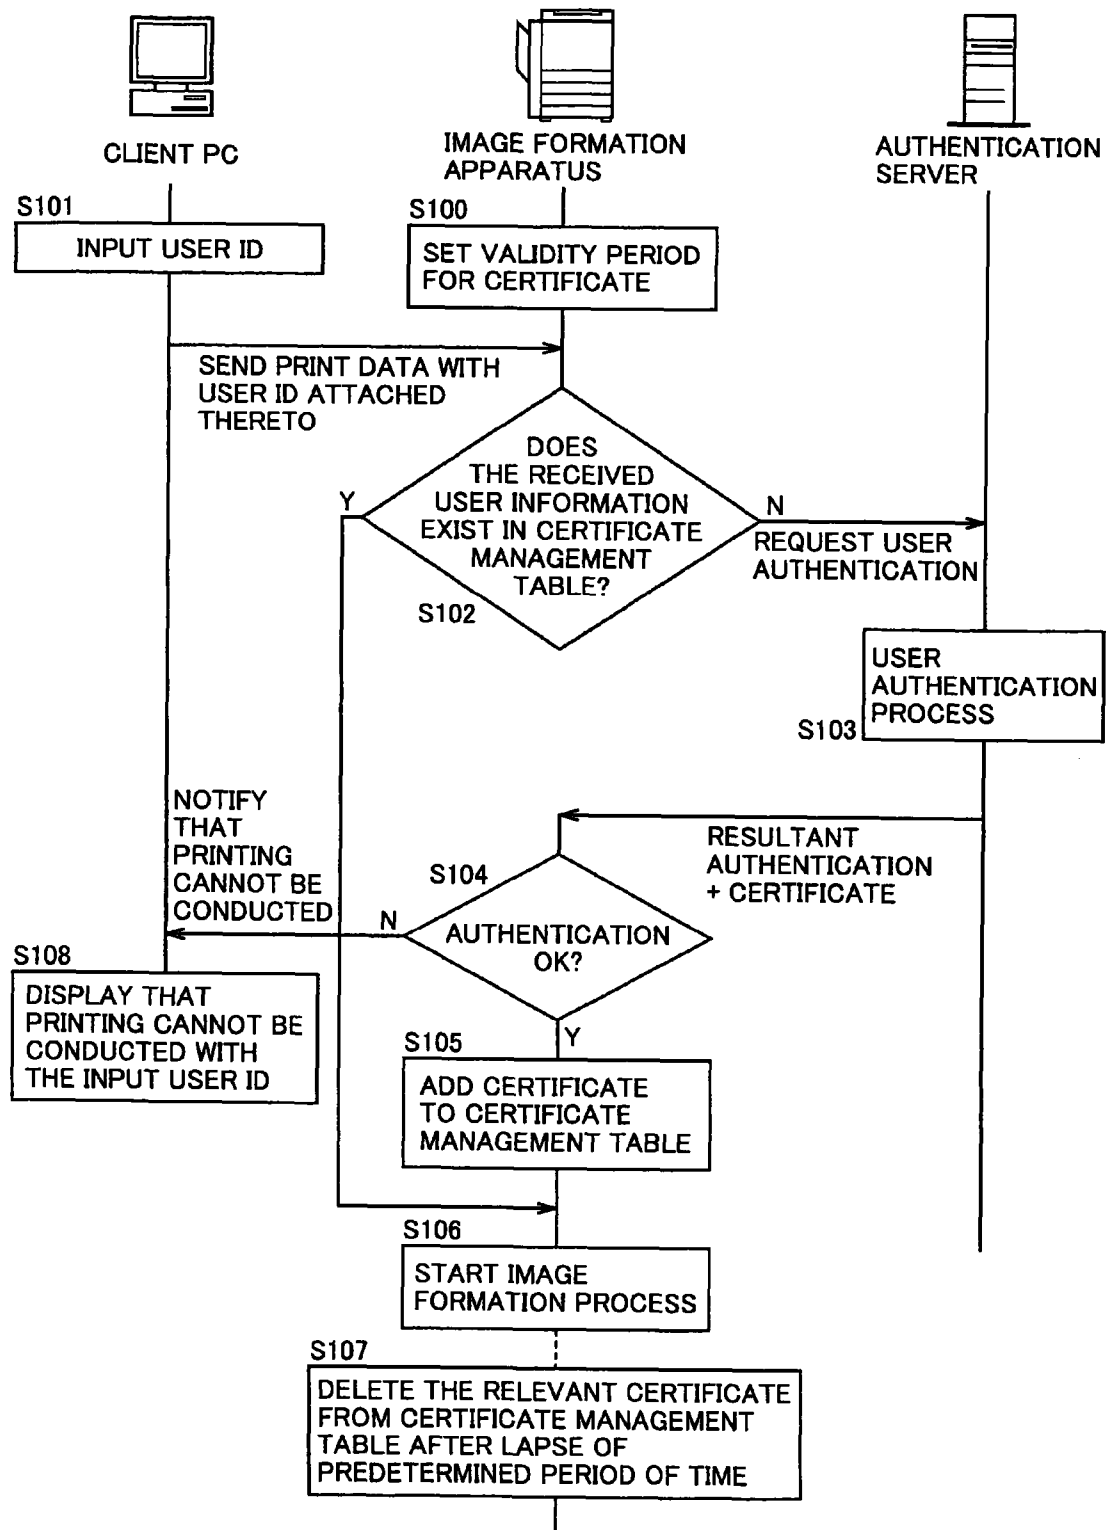 CLIENT PC
IMAGE FORMATION
APPARATUS
AUTHENTICATION
SERVER
S101
INPUT USER ID
S100
SET VALIDITY PERIOD
FOR CERTIFICATE
SEND PRINT DATA WITH
USER ID ATTACHED
THERETO
DOES
THE RECEIVED
USER INFORMATION
EXIST IN CERTIFICATE
MANAGEMENT
TABLE?
Y
N
S102
REQUEST USER
AUTHENTICATION
USER
AUTHENTICATION
PROCESS
S103
RESULTANT
AUTHENTICATION
+ CERTIFICATE
NOTIFY
THAT
PRINTING
CANNOT BE
CONDUCTED
S104
N
AUTHENTICATION
OK?
Y
S108
DISPLAY THAT
PRINTING CANNOT BE
CONDUCTED WITH
THE INPUT USER ID
S105
ADD CERTIFICATE
TO CERTIFICATE
MANAGEMENT TABLE
S106
START IMAGE
FORMATION PROCESS
S107
DELETE THE RELEVANT CERTIFICATE
FROM CERTIFICATE MANAGEMENT
TABLE AFTER LAPSE OF
PREDETERMINED PERIOD OF TIME